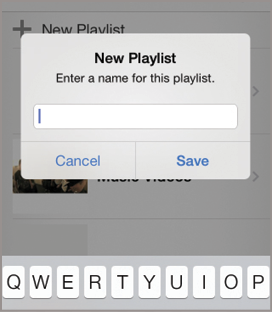 New Playlist
New Playlist
Enter a name for this playlist.
Cancel
Save
Music Videos
Q W E R T Y U I O P